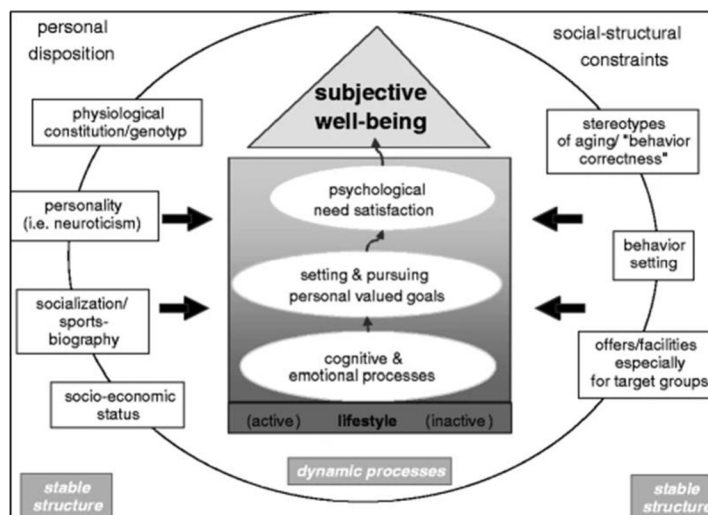 personal
disposition
social-structural
constraints
subjective
well-being
physiological
constitution/genotyp
stereotypes
of aging/ "behavior
correctness"
psychological
need satisfaction
personality
(i.e. neuroticism)
behavior
setting
setting & pursuing
personal valued goals
socialization/
sports-
biography
offers/facilities
especially
for target groups
cognitive &
emotional processes
socio-economic
status
(active) lifestyle (inactive)
dynamic processes
stable
structure
stable
structure